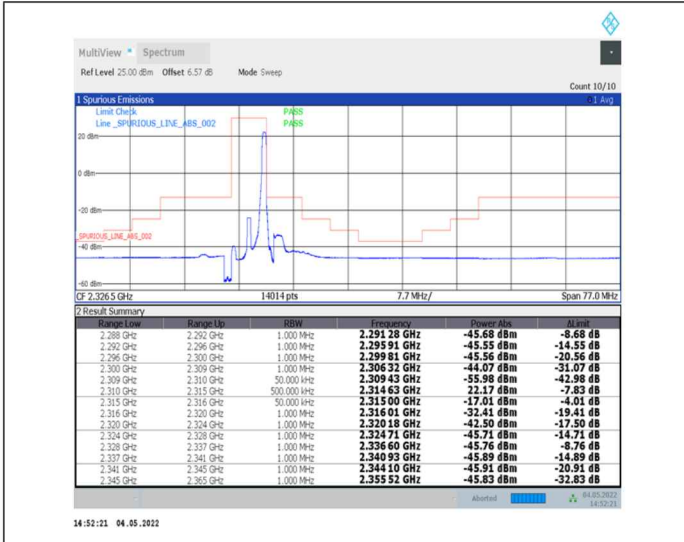 MultiView Spectrum
Ref Level 25.00 dBm Offset 6.57 dB Mode Sweep
Count 10/10
1 Spurious Emissions 1 Avg
Limit Check PASS
Line _SPURIOUS_LINE_ABS_002 PASS
20 dBm
0 dBm
-20 dBm
_SPURIOUS_LINE_ABS_002
-40 dBm
-60 dBm
CF 2.3265 GHz 14014 pts 7.7 MHz/ Span 77.0 MHz
2 Result Summary
Range Low Range Up RBW Frequency Power Abs ΔLimit
2.288 GHz 2.292 GHz 1.000 MHz 2.291 28 GHz -45.68 dBm -8.68 dB
2.292 GHz 2.296 GHz 1.000 MHz 2.295 91 GHz -45.55 dBm -14.55 dB
2.296 GHz 2.300 GHz 1.000 MHz 2.299 81 GHz -45.56 dBm -20.56 dB
2.300 GHz 2.309 GHz 1.000 MHz 2.306 32 GHz -44.07 dBm -31.07 dB
2.309 GHz 2.310 GHz 50.000 kHz 2.309 43 GHz -55.98 dBm -42.98 dB
2.310 GHz 2.315 GHz 500.000 kHz 2.314 63 GHz 22.17 dBm -7.83 dB
2.315 GHz 2.316 GHz 50.000 kHz 2.315 00 GHz -17.01 dBm -4.01 dB
2.316 GHz 2.320 GHz 1.000 MHz 2.316 01 GHz -32.41 dBm -19.41 dB
2.320 GHz 2.324 GHz 1.000 MHz 2.320 18 GHz -42.50 dBm -17.50 dB
2.324 GHz 2.328 GHz 1.000 MHz 2.324 71 GHz -45.71 dBm -14.71 dB
2.328 GHz 2.337 GHz 1.000 MHz 2.336 60 GHz -45.76 dBm -8.76 dB
2.337 GHz 2.341 GHz 1.000 MHz 2.340 93 GHz -45.89 dBm -14.89 dB
2.341 GHz 2.345 GHz 1.000 MHz 2.344 10 GHz -45.91 dBm -20.91 dB
2.345 GHz 2.365 GHz 1.000 MHz 2.355 52 GHz -45.83 dBm -32.83 dB
Aborted 04.05.2022
14:52:21
14:52:21 04.05.2022